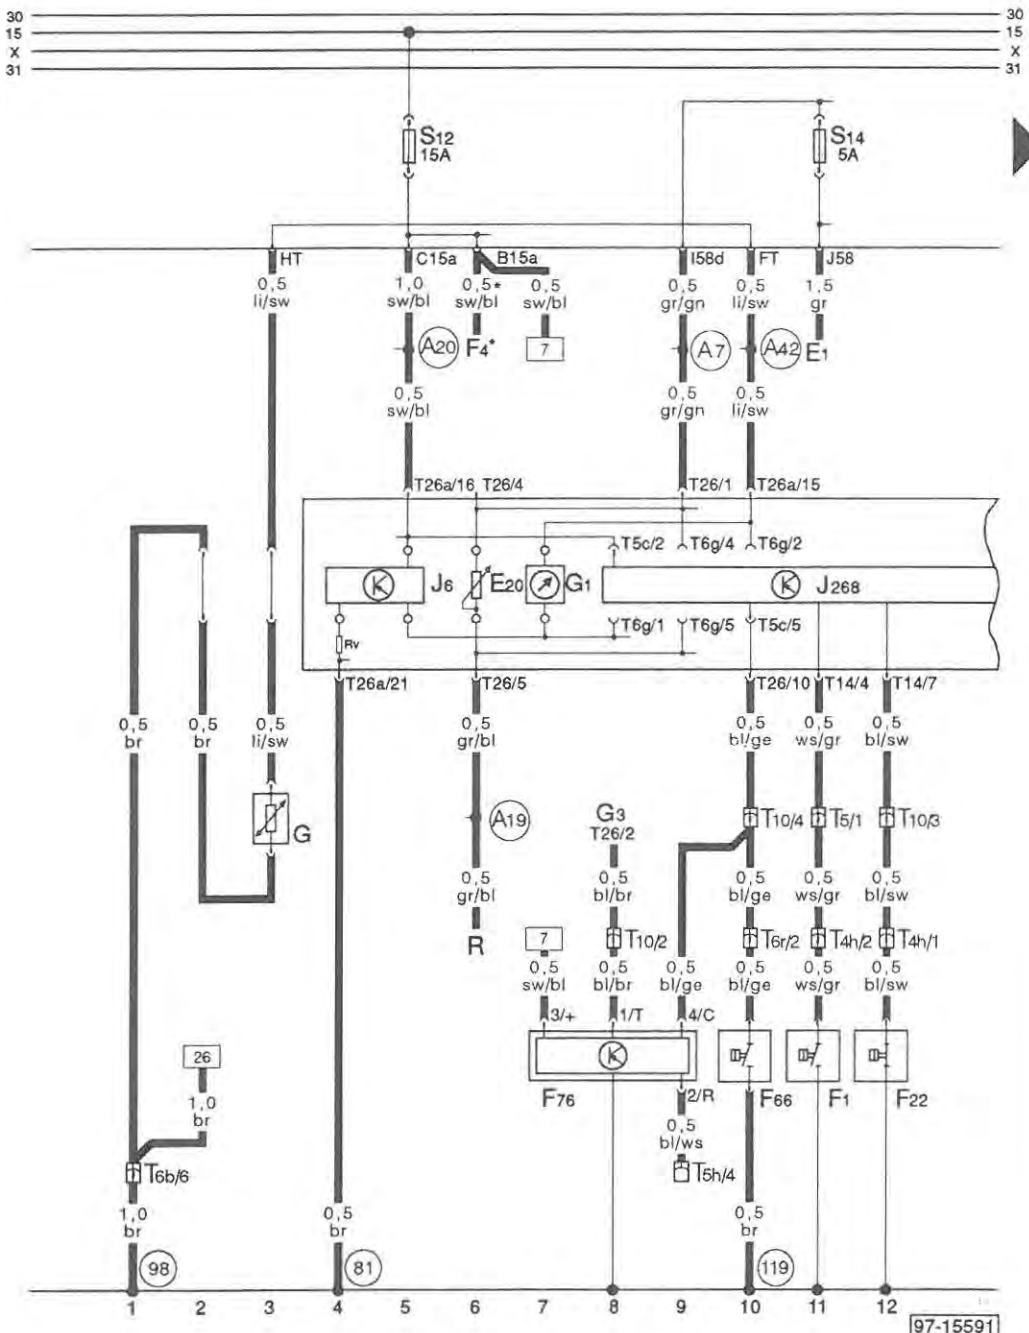 30 30
15 15
X X
31 31
S12 S14
15A 5A
HT C15a B15a I58d FT J58
0,5 1,0 0,5* 0,5 0,5 0,5 1,5
li/sw sw/bl sw/bl sw/bl gr/gn li/sw gr
A20 F4* 7 A7 A42 E1
0,5 0,5 0,5
sw/bl gr/gn li/sw
T26a/16 T26/4 T26/1 T26a/15
T5c/2 T6g/4 T6g/2
J6 E20 G1 J268
T6g/1 T6g/5 T5c/5
Rv
T26a/21 T26/5 T26/10 T14/4 T14/7
0,5 0,5 0,5 0,5 0,5 0,5 0,5
br br li/sw gr/bl bl/ge ws/gr bl/sw
G A19 G3 T10/4 T5/1 T10/3
T26/2
0,5 0,5 0,5 0,5 0,5
gr/bl bl/br bl/ge ws/gr bl/sw
R 7 T10/2 T6r/2 T4h/2 T4h/1
0,5 0,5 0,5 0,5 0,5 0,5
sw/bl bl/br bl/ge bl/ge ws/gr bl/sw
3/+ 1/T 4/C
26
F76 2/R F66 F1 F22
1,0 0,5
br bl/ws
T6b/6 T5h/4
1,0 0,5 0,5
br br br
98 81 119
1 2 3 4 5 6 7 8 9 10 11 12
97-15591